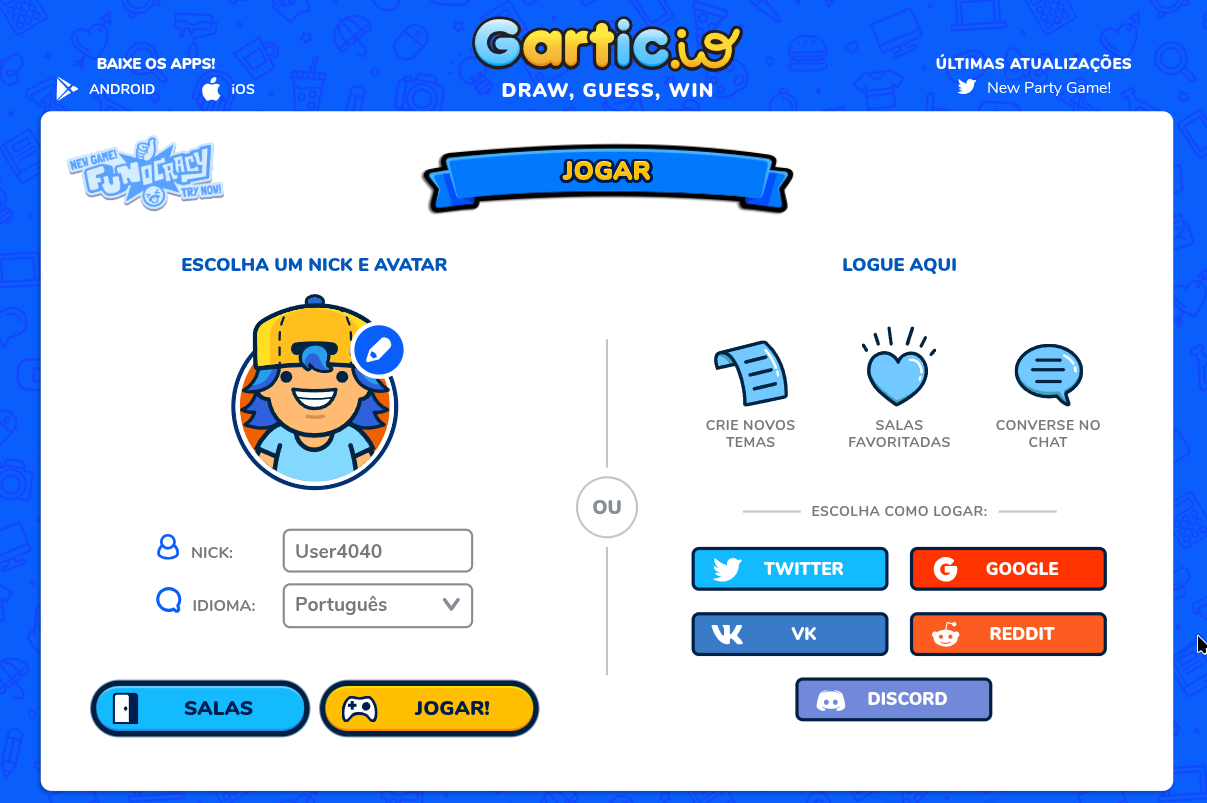 Gartic.io
DRAW, GUESS, WIN
BAIXE OS APPS!
ANDROID
iOS
ÚLTIMAS ATUALIZAÇÕES
New Party Game!
NEW GAME!
FUNOCRACY
TRY NOW!
JOGAR
ESCOLHA UM NICK E AVATAR
NICK:
User4040
IDIOMA:
Português
SALAS
JOGAR!
OU
LOGUE AQUI
CRIE NOVOS
TEMAS
SALAS
FAVORITADAS
CONVERSE NO
CHAT
ESCOLHA COMO LOGAR:
TWITTER
GOOGLE
VK
REDDIT
DISCORD